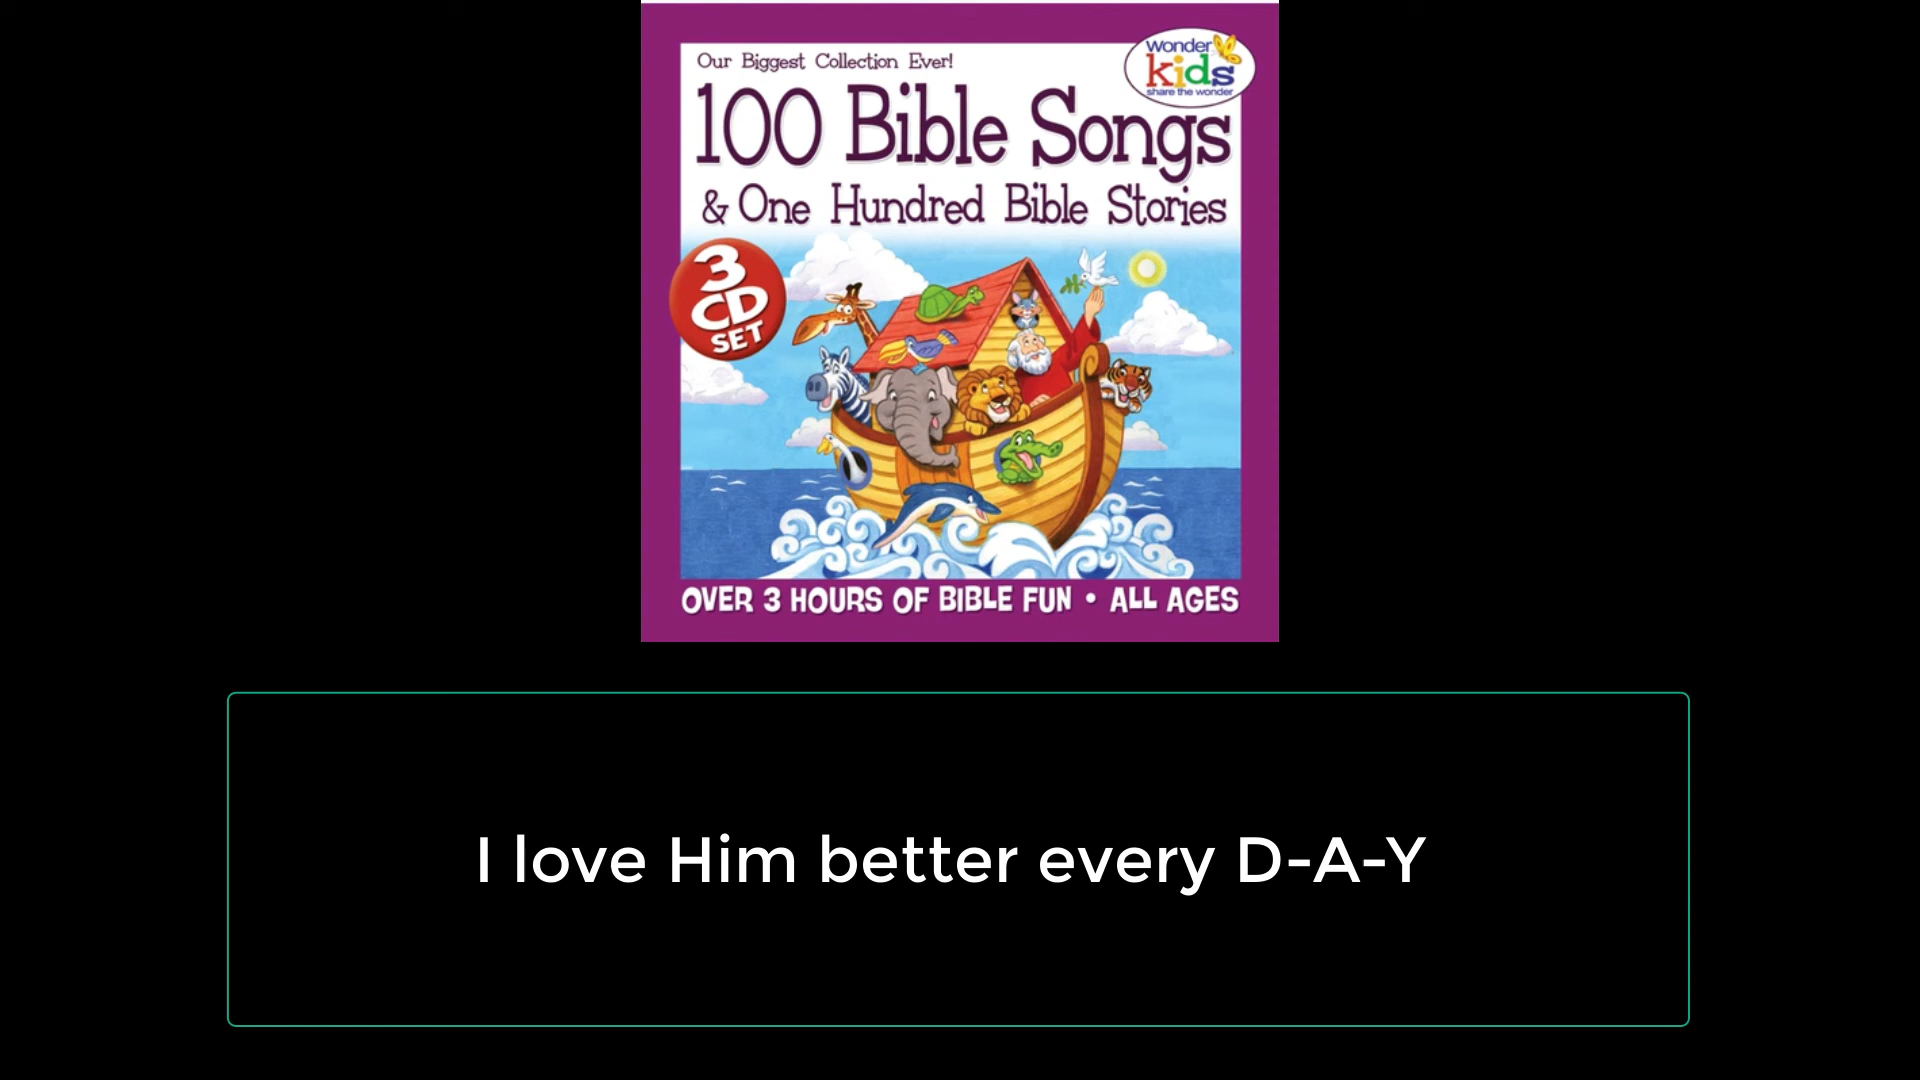 Our Biggest Collection Ever!
wonder
kids
share the wonder
100 Bible Songs
& One Hundred Bible Stories
3
CD
SET
OVER 3 HOURS OF BIBLE FUN • ALL AGES
I love Him better every D-A-Y